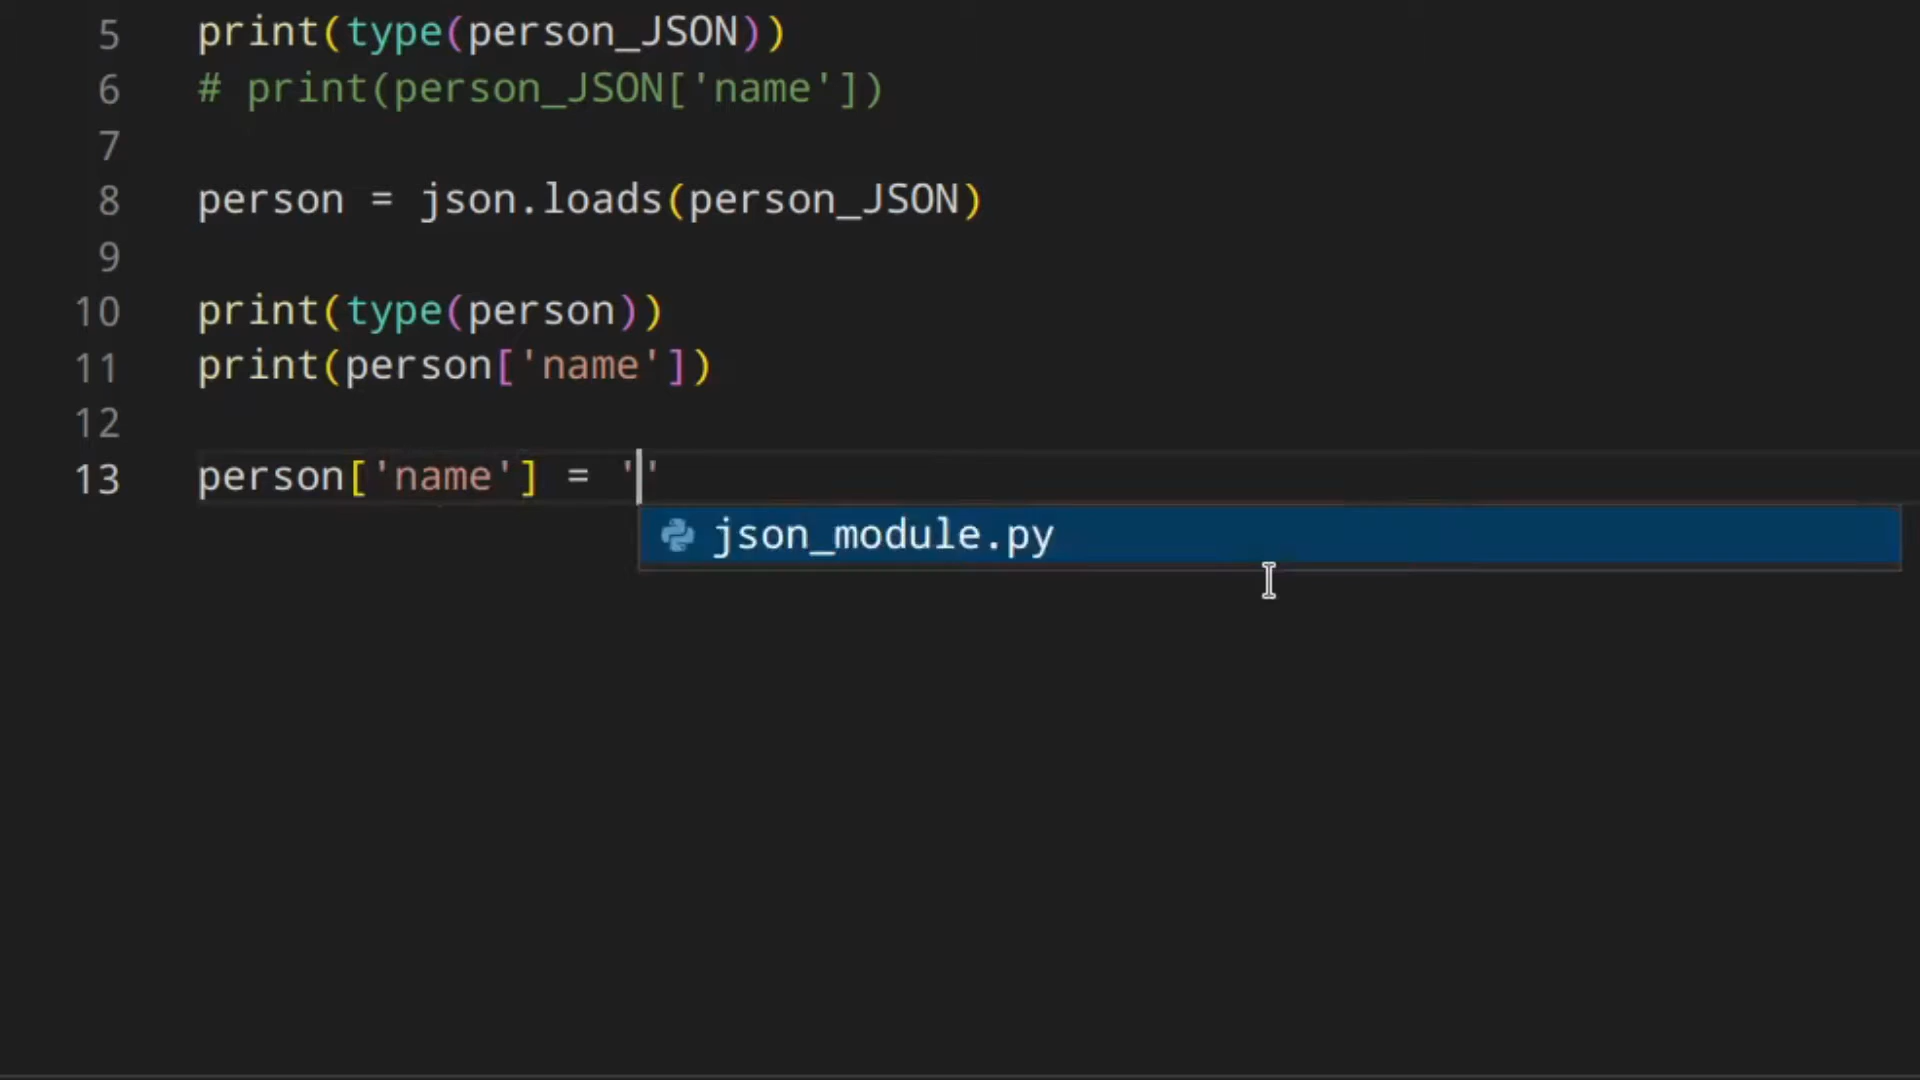 5 print(type(person_JSON))
6 # print(person_JSON['name'])
7
8 person = json.loads(person_JSON)
9
10 print(type(person))
11 print(person['name'])
12
13 person['name'] = ''
json_module.py